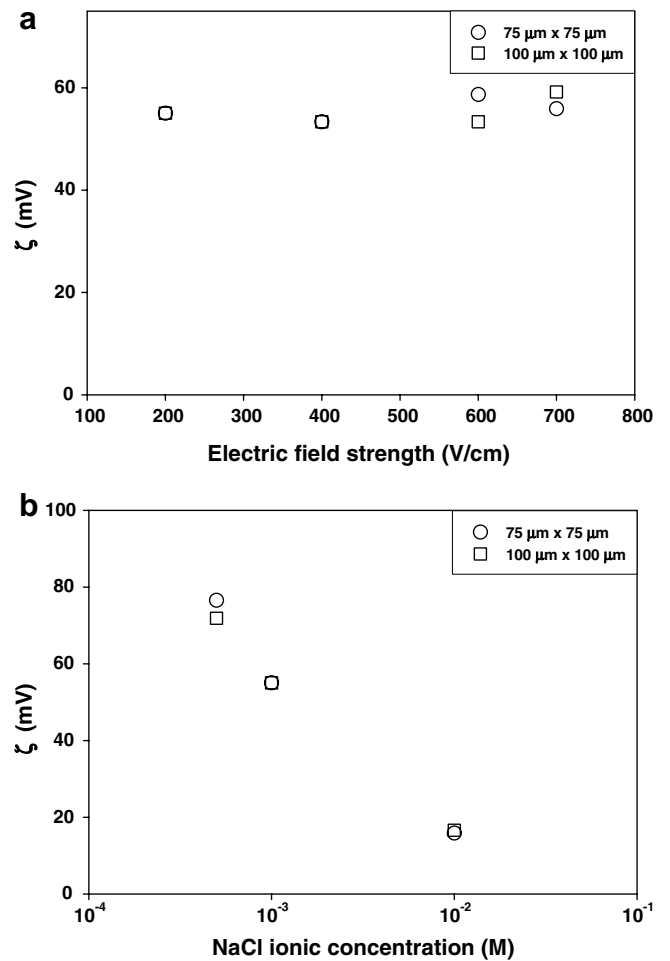 a
75 μm x 75 μm
100 μm x 100 μm
60
40
20
0
ζ (mV)
100 200 300 400 500 600 700 800
Electric field strength (V/cm)
b
75 μm x 75 μm
100 μm x 100 μm
100
80
60
40
20
0
ζ (mV)
10⁻⁴ 10⁻³ 10⁻² 10⁻¹
NaCl ionic concentration (M)